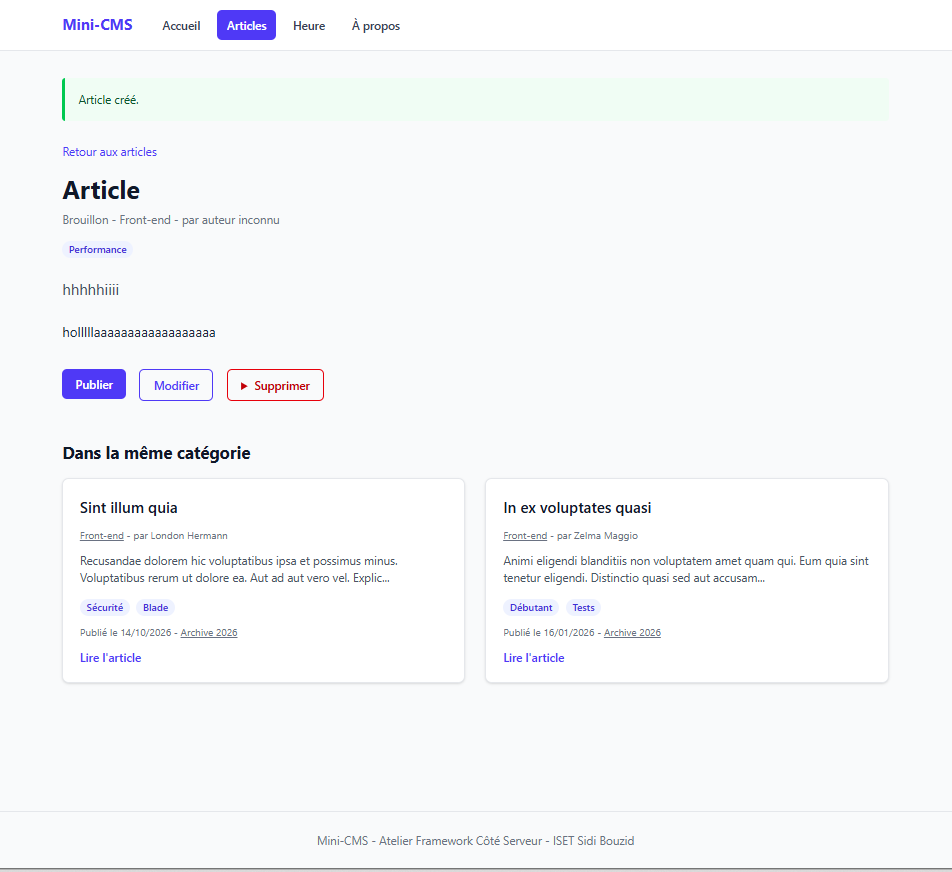 Mini-CMS Accueil Articles Heure À propos
Article créé.
Retour aux articles
Article
Brouillon - Front-end - par auteur inconnu
Performance
hhhhhiiii
holllllaaaaaaaaaaaaaaaaaa
Publier Modifier Supprimer
Dans la même catégorie
Sint illum quia
Front-end - par London Hermann
Recusandae dolorem hic voluptatibus ipsa et possimus minus.
Voluptatibus rerum ut dolore ea. Aut ad aut vero vel. Explic...
Sécurité Blade
Publié le 14/10/2026 - Archive 2026
Lire l'article
In ex voluptates quasi
Front-end - par Zelma Maggio
Animi eligendi blanditiis non voluptatem amet quam qui. Eum quia sint
tenetur eligendi. Distinctio quasi sed aut accusam...
Débutant Tests
Publié le 16/01/2026 - Archive 2026
Lire l'article
Mini-CMS - Atelier Framework Côté Serveur - ISET Sidi Bouzid